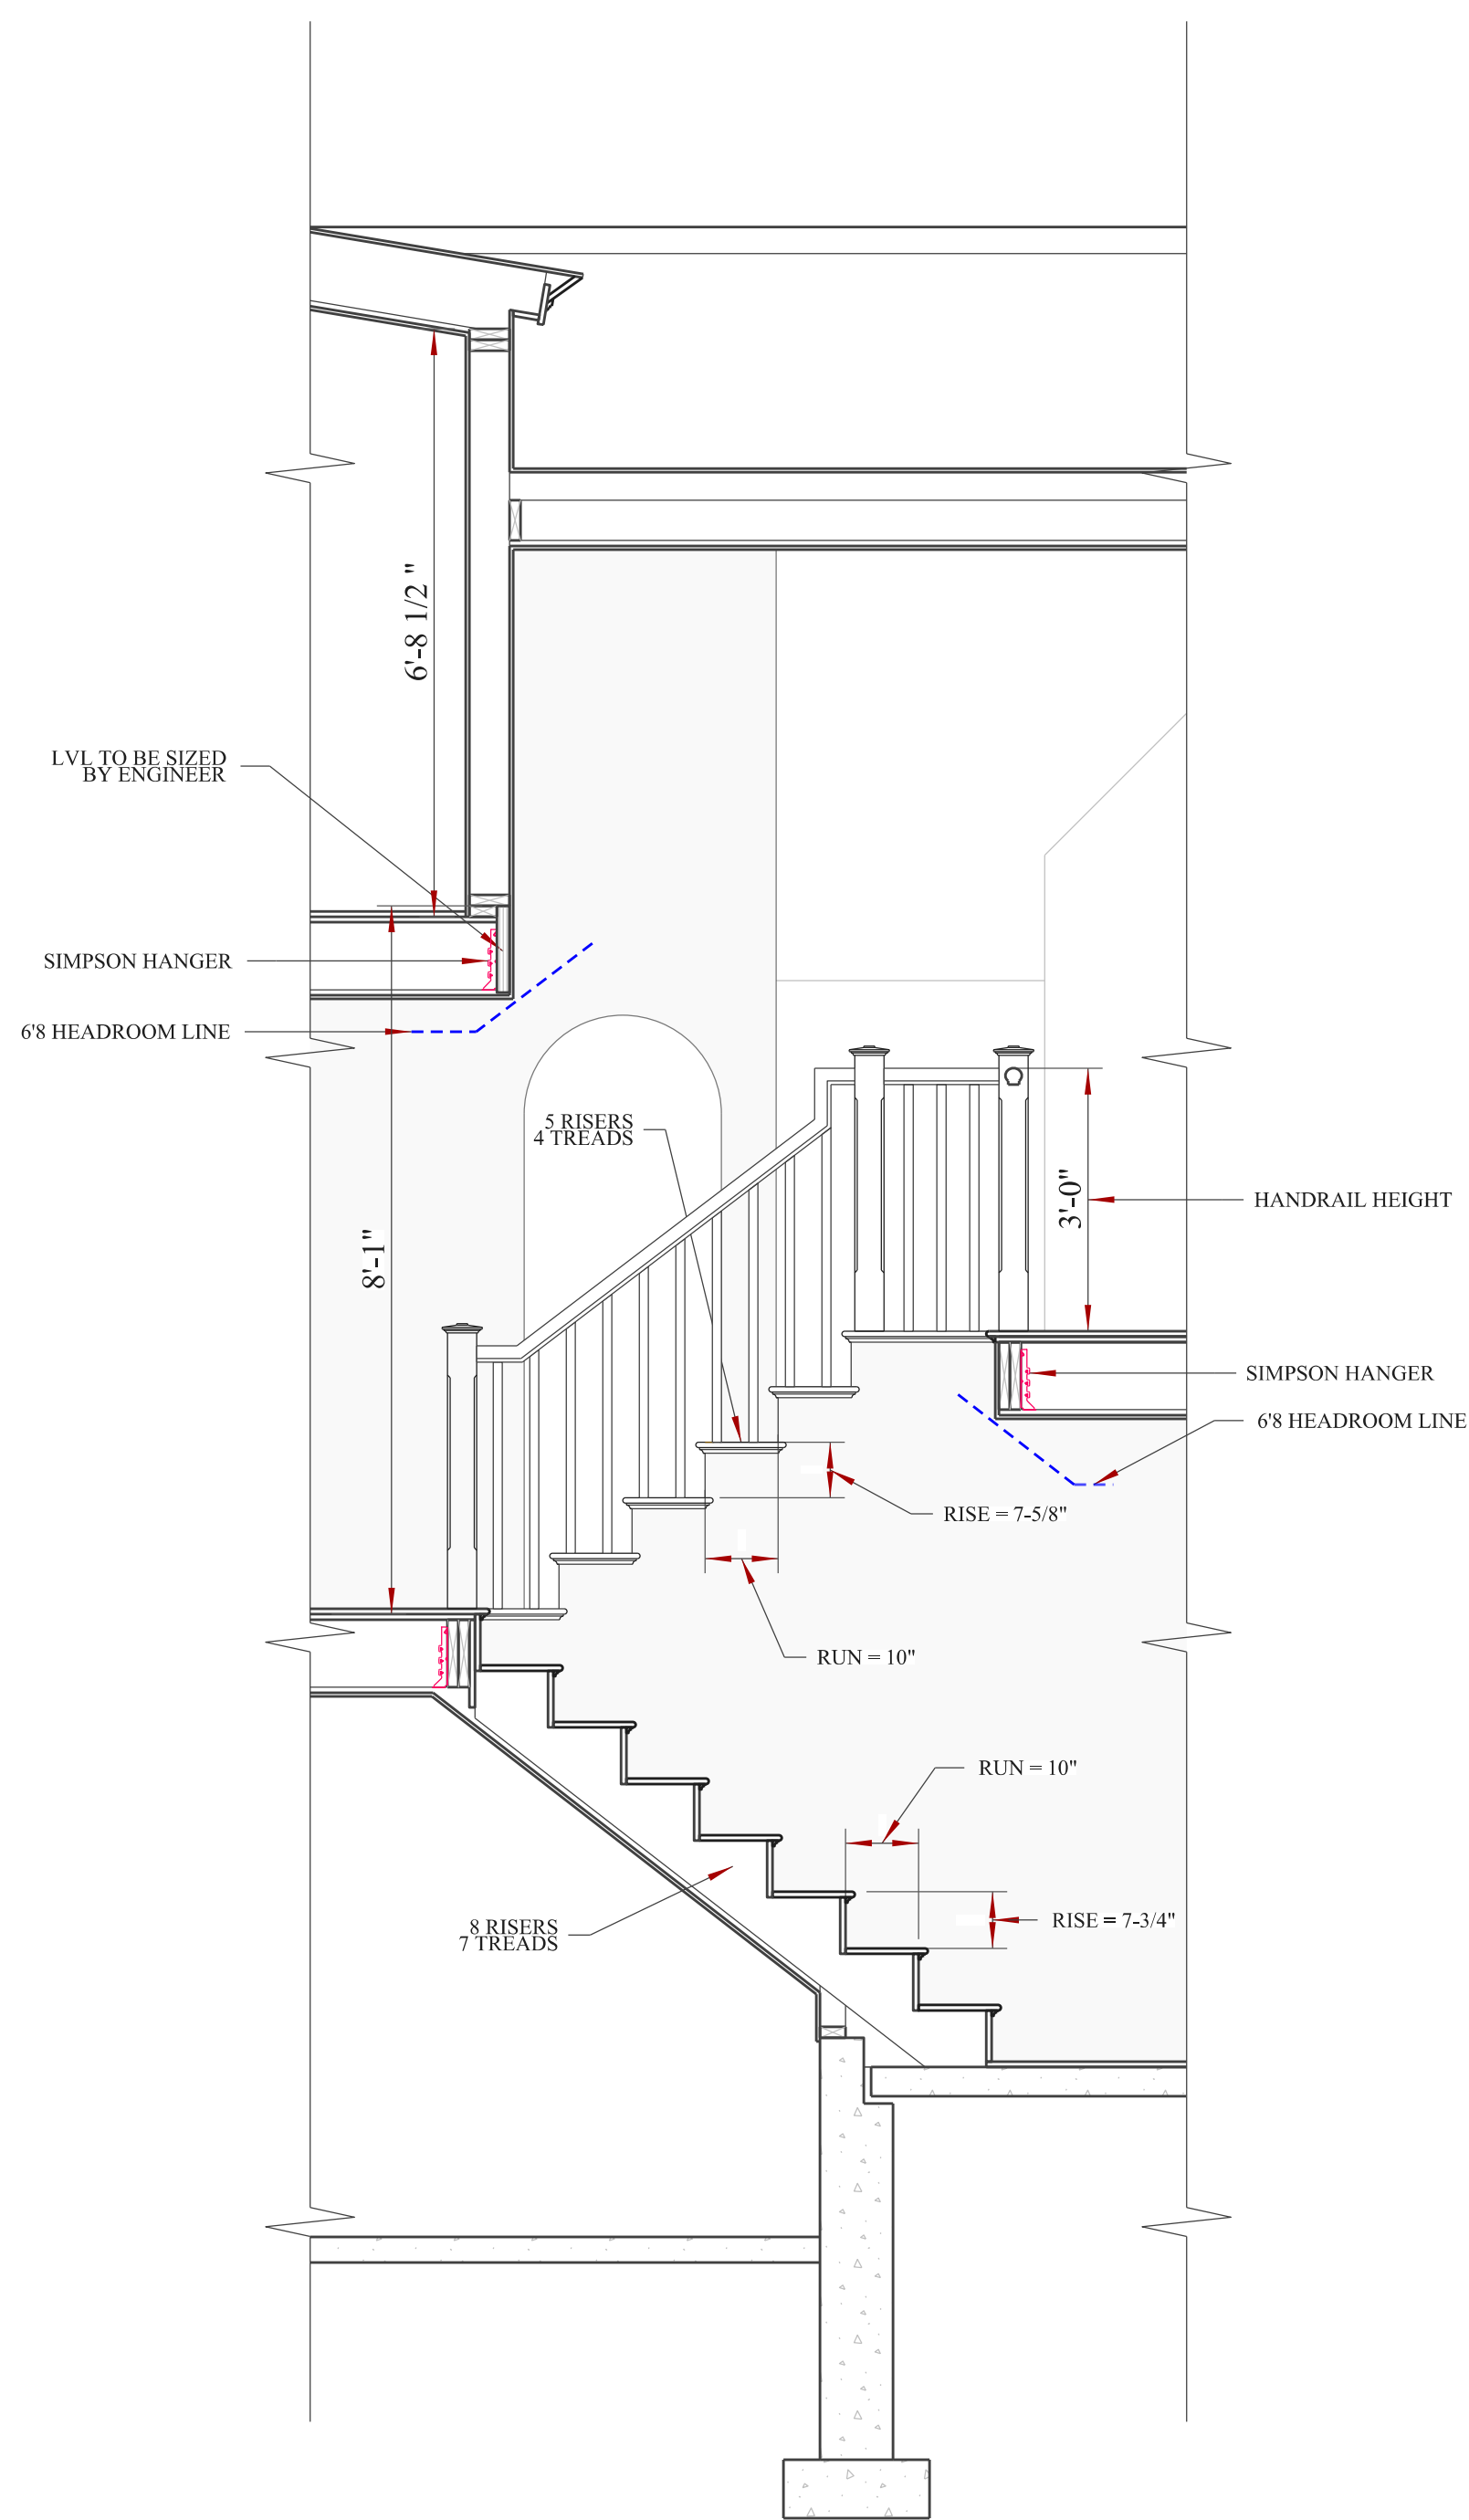 6'-8 1/2 "
LVL TO BE SIZED
BY ENGINEER
SIMPSON HANGER
6'8 HEADROOM LINE
5 RISERS
4 TREADS
8'-1"
3'-0"
HANDRAIL HEIGHT
SIMPSON HANGER
6'8 HEADROOM LINE
RISE = 7-5/8"
RUN = 10"
RUN = 10"
8 RISERS
7 TREADS
RISE = 7-3/4"